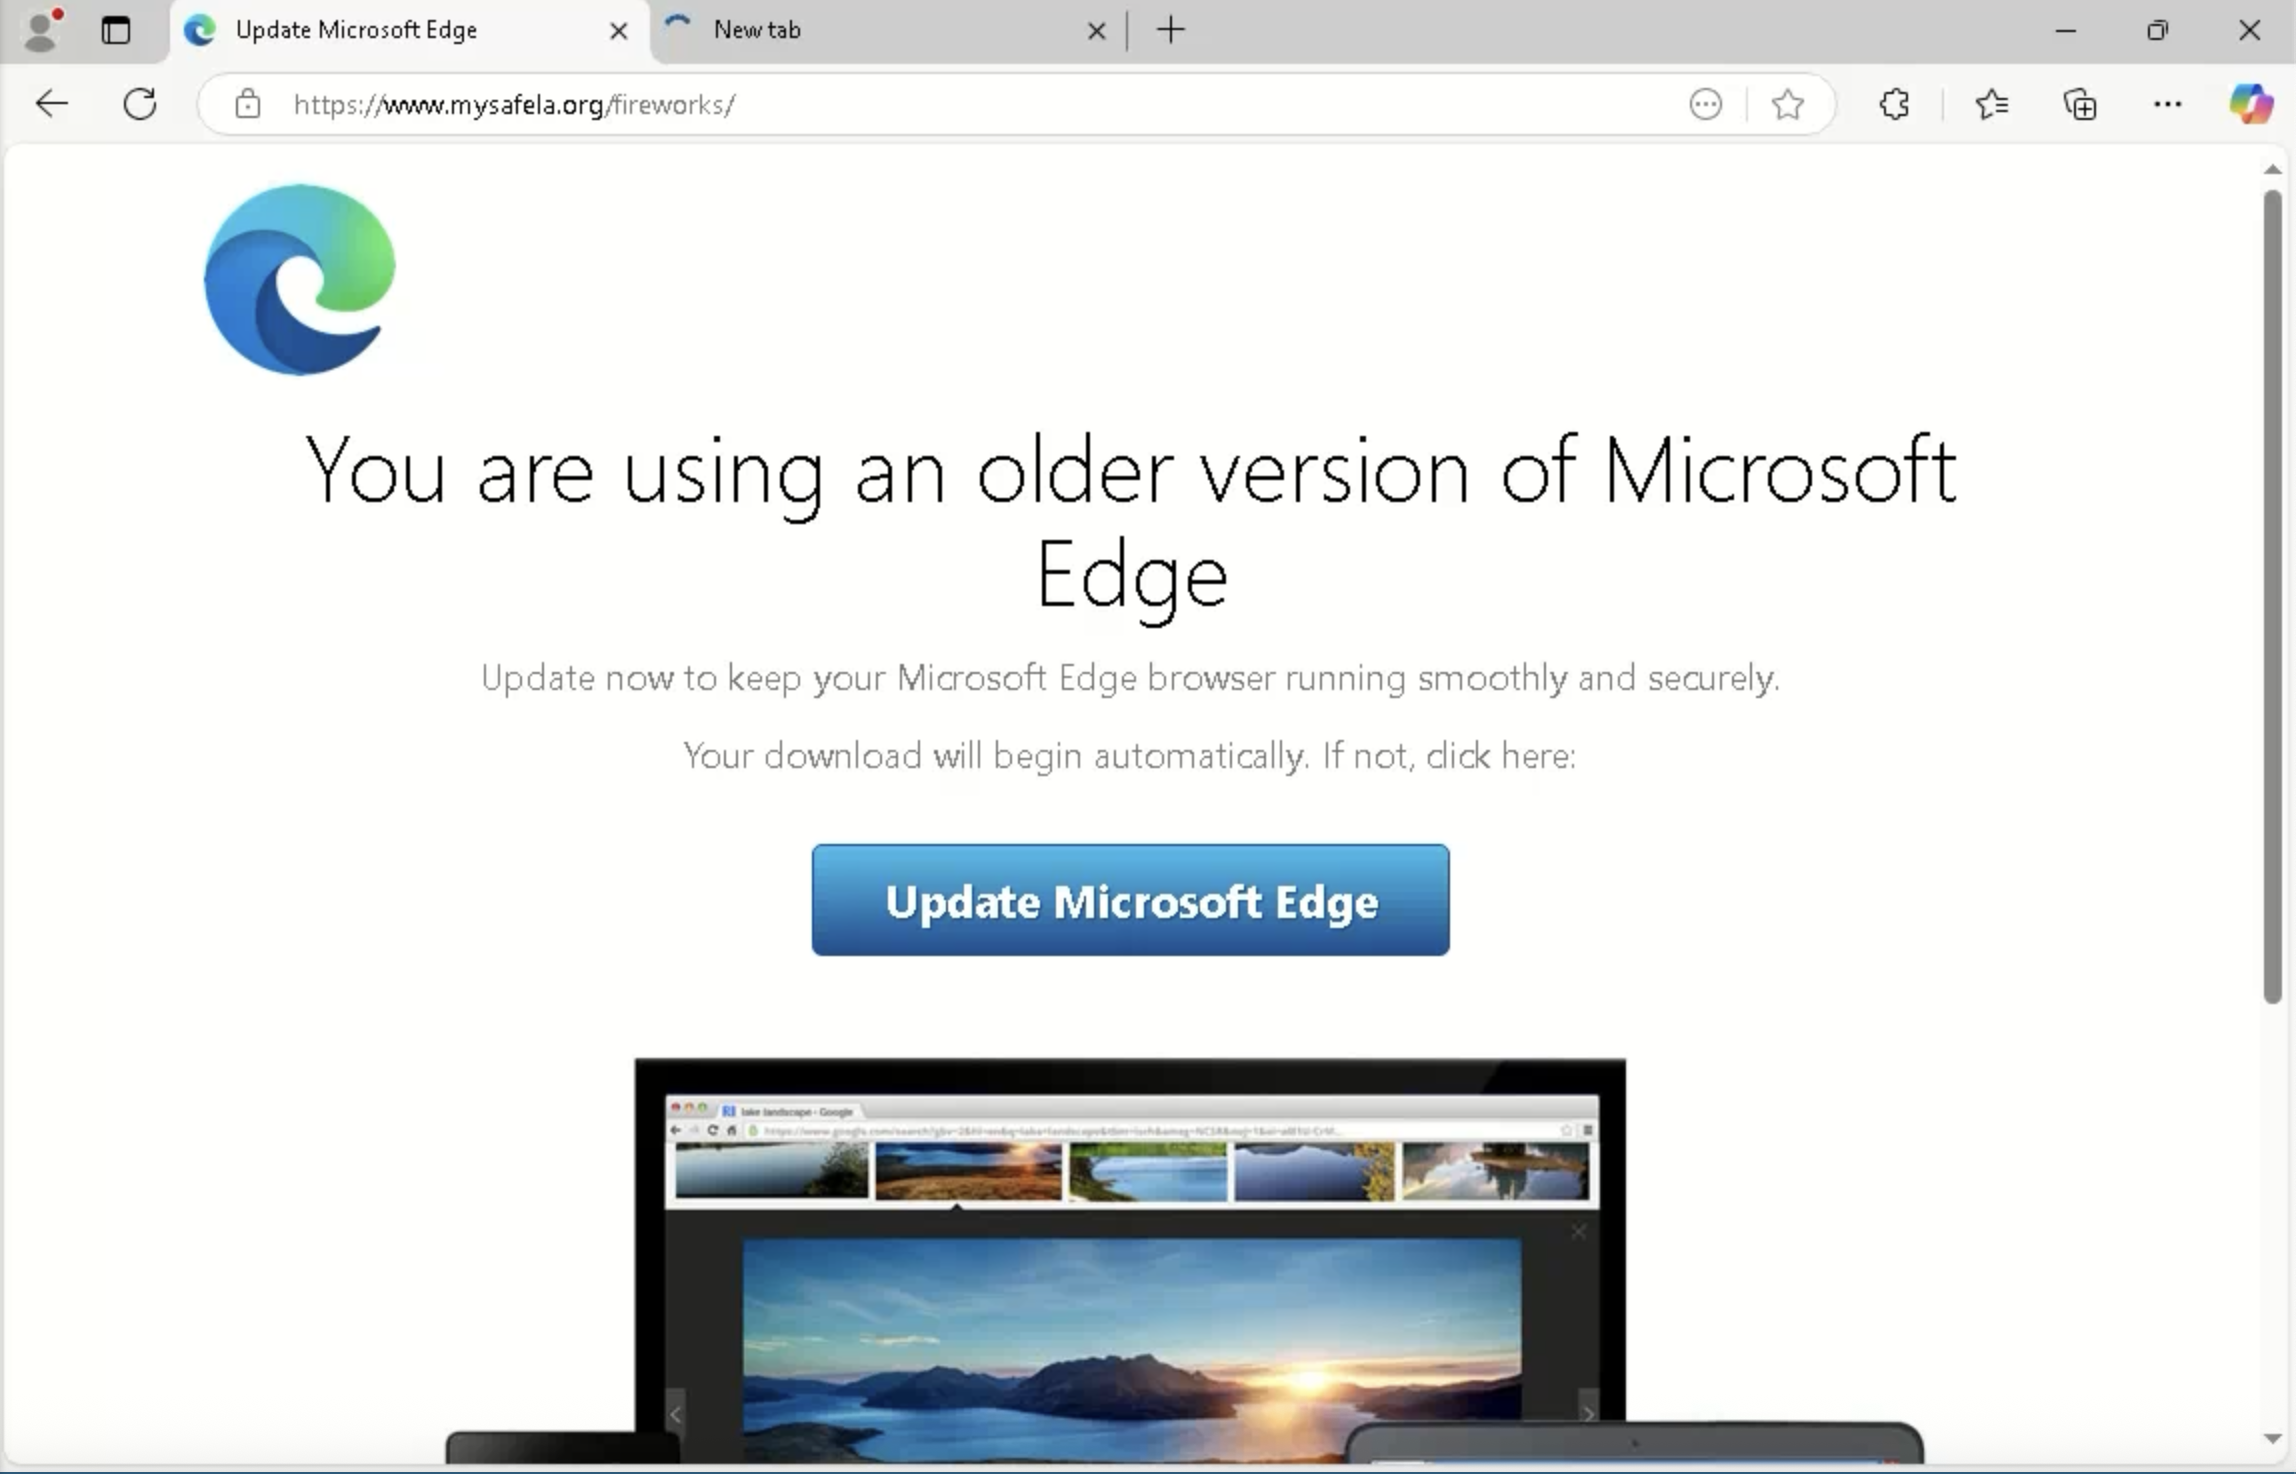 Update Microsoft Edge
New tab
https://www.mysafela.org/fireworks/
You are using an older version of Microsoft
Edge
Update now to keep your Microsoft Edge browser running smoothly and securely.
Your download will begin automatically. If not, click here:
Update Microsoft Edge
lake landscape - Google